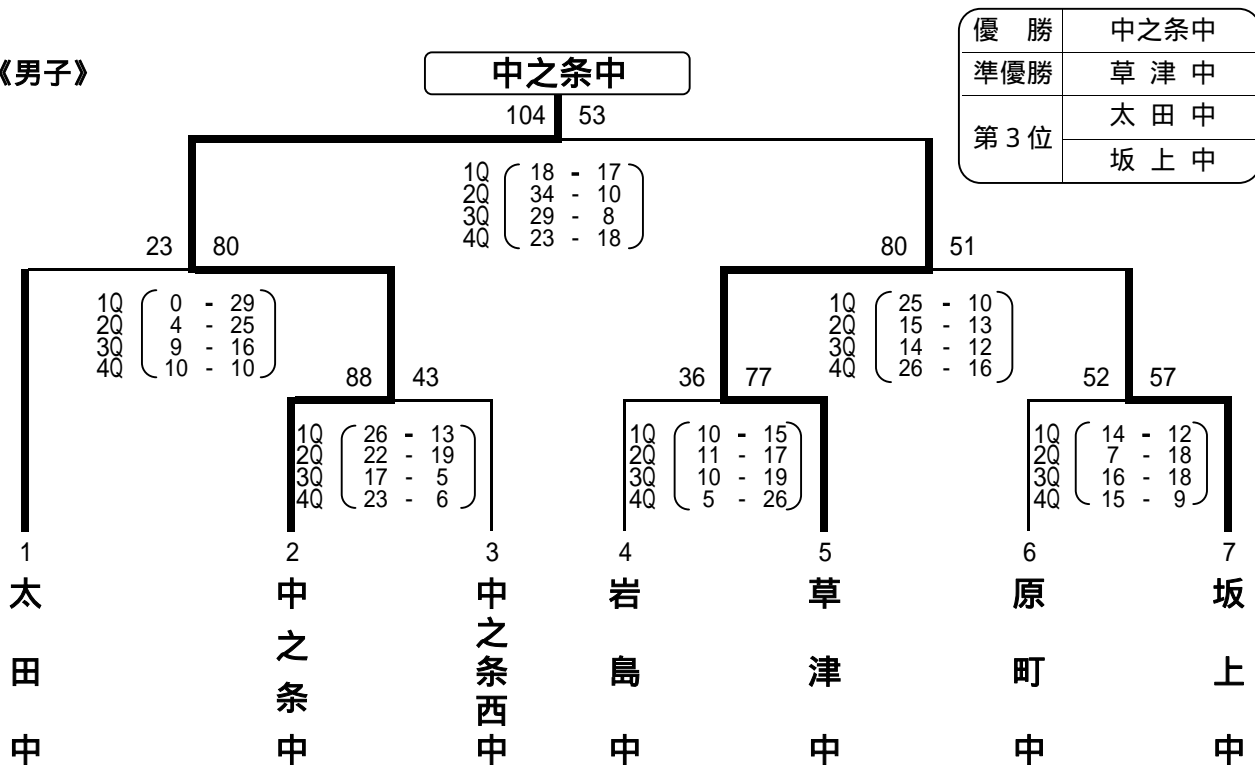 優 勝 中之条中
準優勝 草 津 中
第3位 太 田 中
坂 上 中
《男子》
中之条中
104 53
1Q 18 - 17
2Q 34 - 10
3Q 29 - 8
4Q 23 - 18
23 80
80 51
1Q 0 - 29
2Q 4 - 25
3Q 9 - 16
4Q 10 - 10
1Q 25 - 10
2Q 15 - 13
3Q 14 - 12
4Q 26 - 16
88 43
36 77
52 57
1Q 26 - 13
2Q 22 - 19
3Q 17 - 5
4Q 23 - 6
1Q 10 - 15
2Q 11 - 17
3Q 10 - 19
4Q 5 - 26
1Q 14 - 12
2Q 7 - 18
3Q 16 - 18
4Q 15 - 9
1 2 3 4 5 6 7
太田中
中之条中
中之条西中
岩島中
草津中
原町中
坂上中